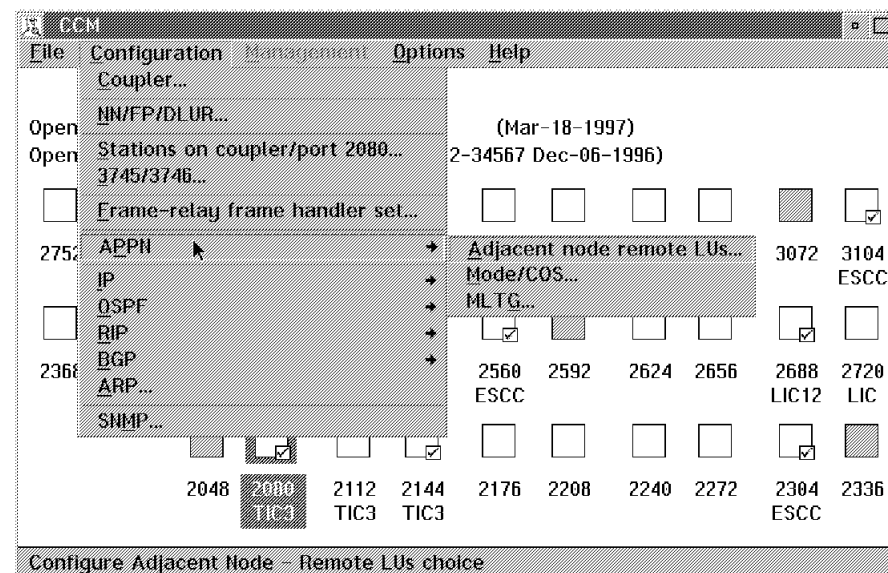 CCM
File Configuration Management Options Help
Coupler...
NN/FP/DLUR...
Open (Mar-18-1997)
Stations on coupler/port 2080...
Open 2-34567 Dec-06-1996)
3745/3746...
Frame-relay frame handler set...
APPN
Adjacent node remote LUs...
2752 3072 3104
ESCC
IP
Mode/COS...
OSPF
MLTG...
RIP
BGP
2368 2560 2592 2624 2656 2688 2720
ARP...
ESCC LIC12 LIC
SNMP...
2048 2080 2112 2144 2176 2208 2240 2272 2304 2336
TIC3 TIC3 TIC3 ESCC
Configure Adjacent Node - Remote LUs choice